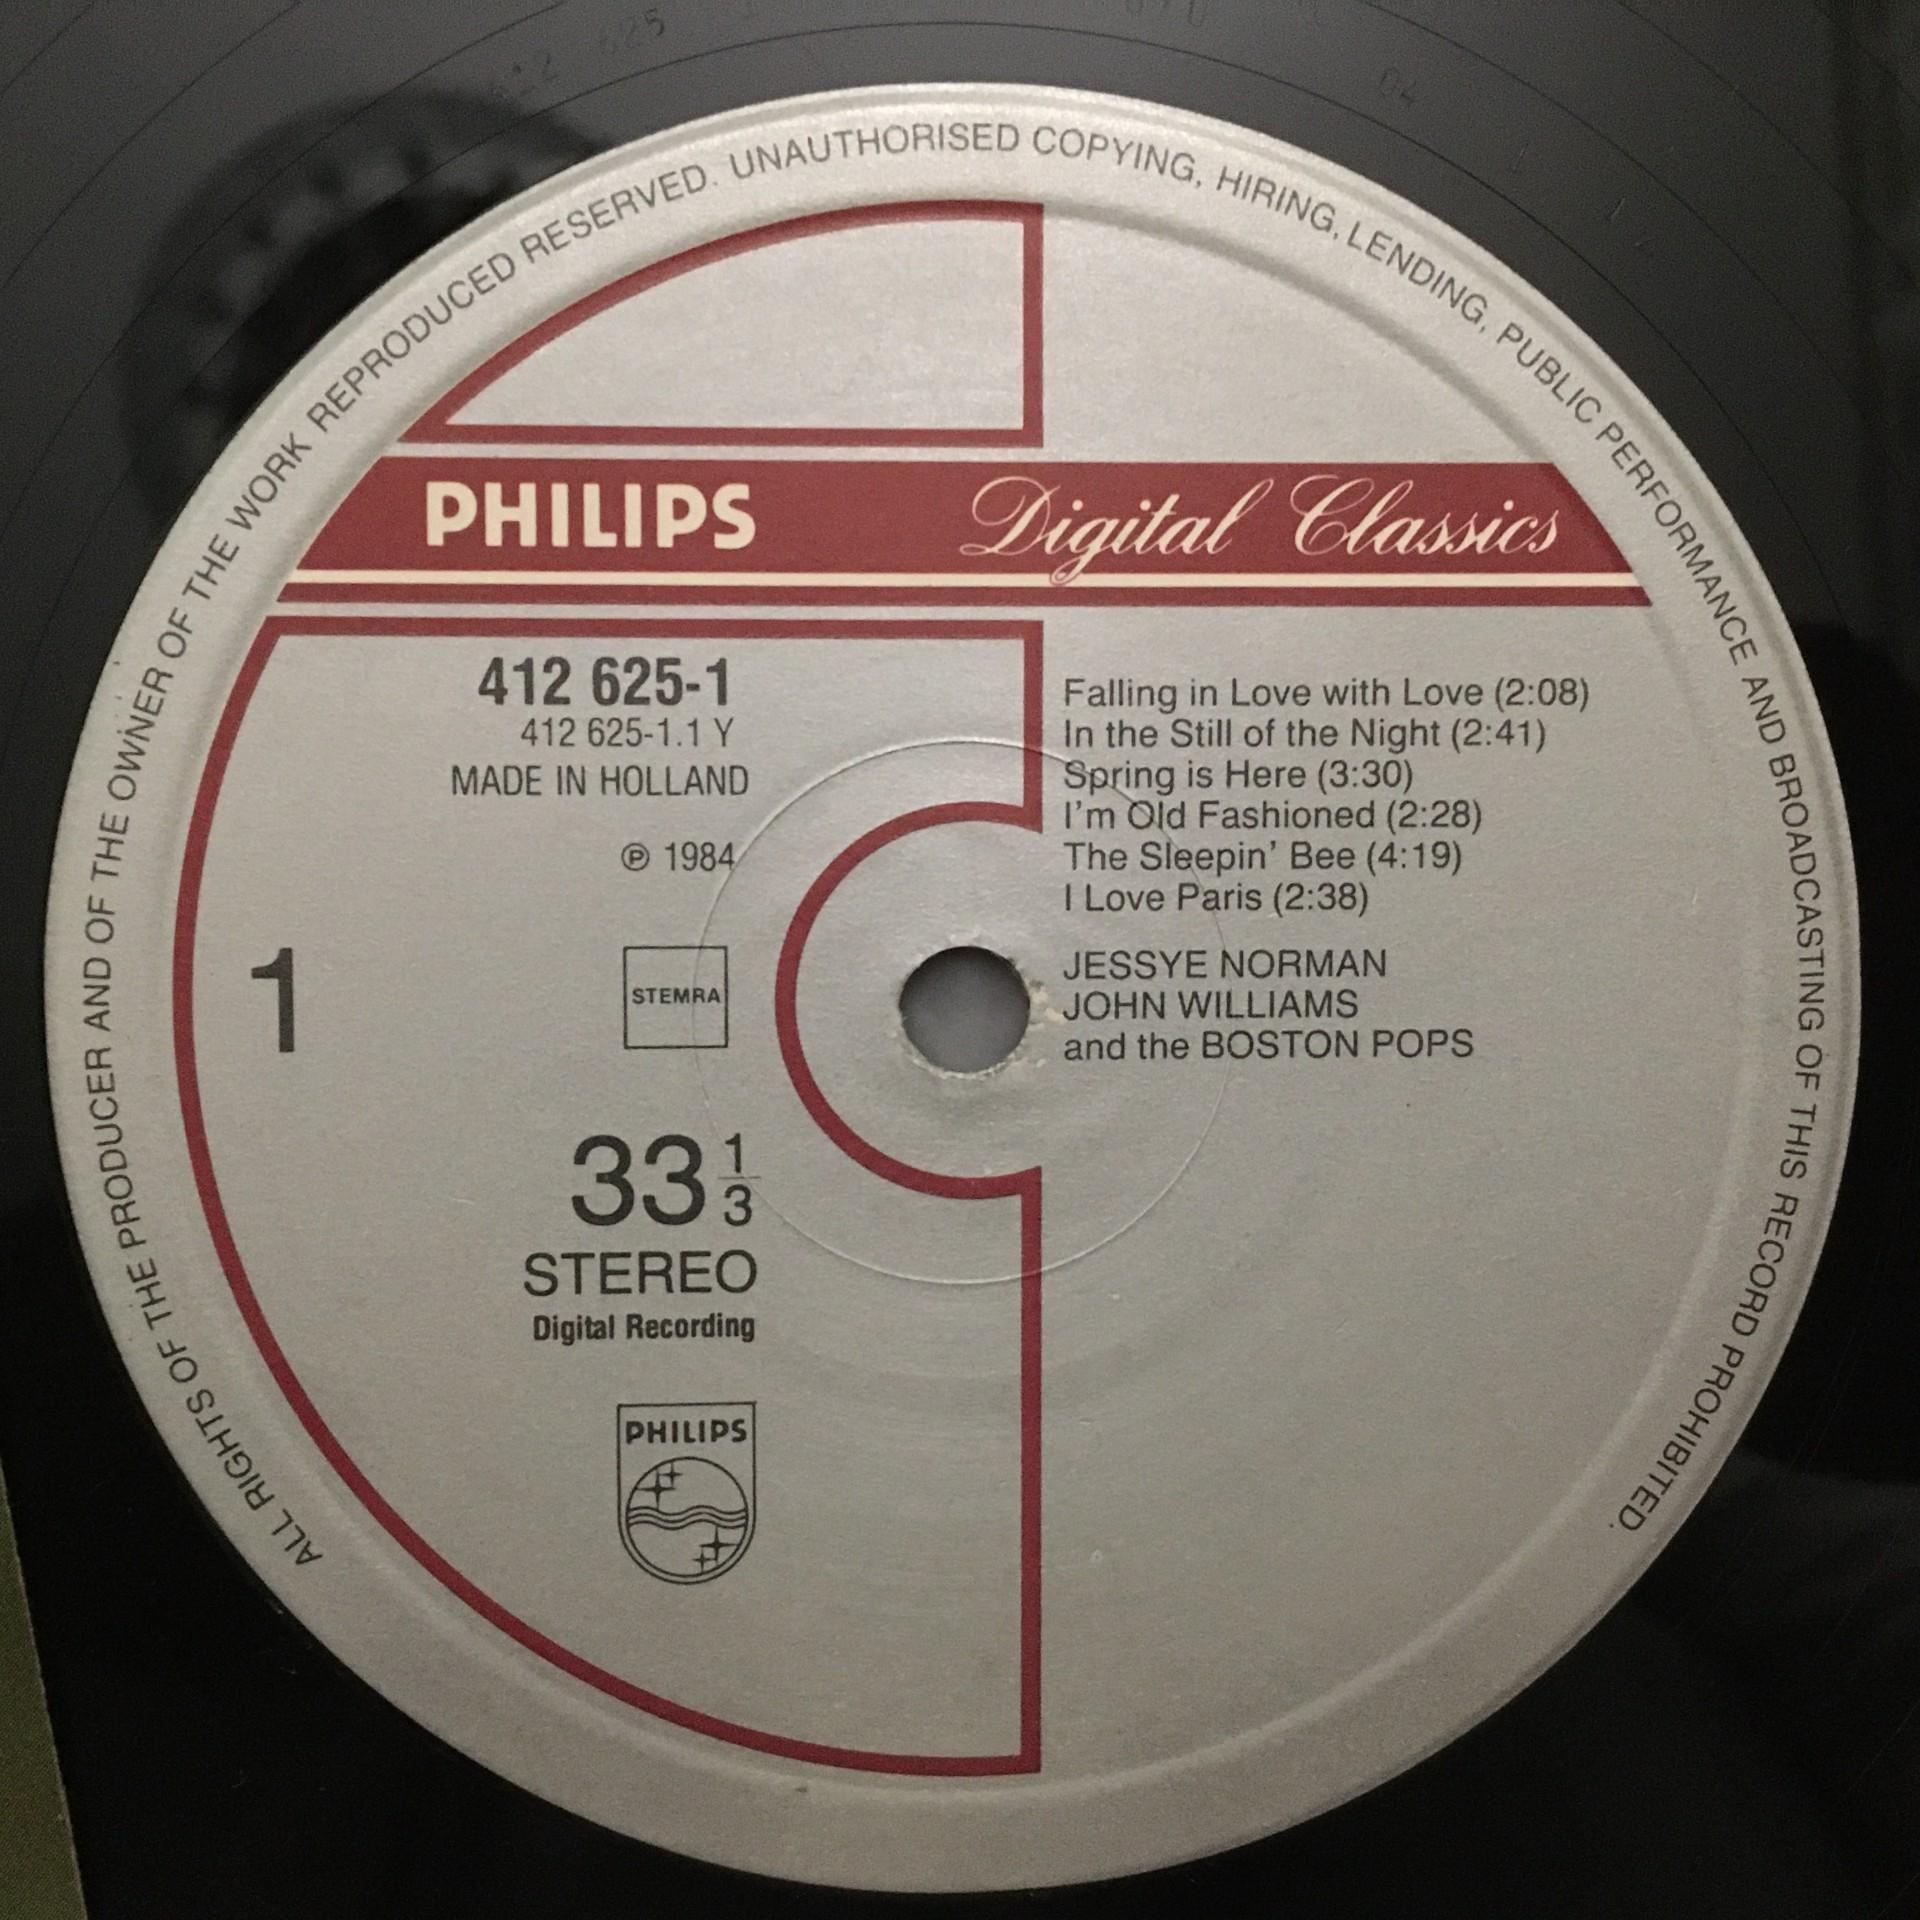 ALL RIGHTS OF THE PRODUCER AND OF THE OWNER OF THE WORK REPRODUCED RESERVED. UNAUTHORISED COPYING, HIRING, LENDING, PUBLIC PERFORMANCE AND BROADCASTING OF THIS RECORD PROHIBITED.
PHILIPS Digital Classics
412 625-1
412 625-1.1 Y
MADE IN HOLLAND
℗ 1984
1
STEMRA
33 1/3
STEREO
Digital Recording
PHILIPS
Falling in Love with Love (2:08)
In the Still of the Night (2:41)
Spring is Here (3:30)
I'm Old Fashioned (2:28)
The Sleepin' Bee (4:19)
I Love Paris (2:38)
JESSYE NORMAN
JOHN WILLIAMS
and the BOSTON POPS